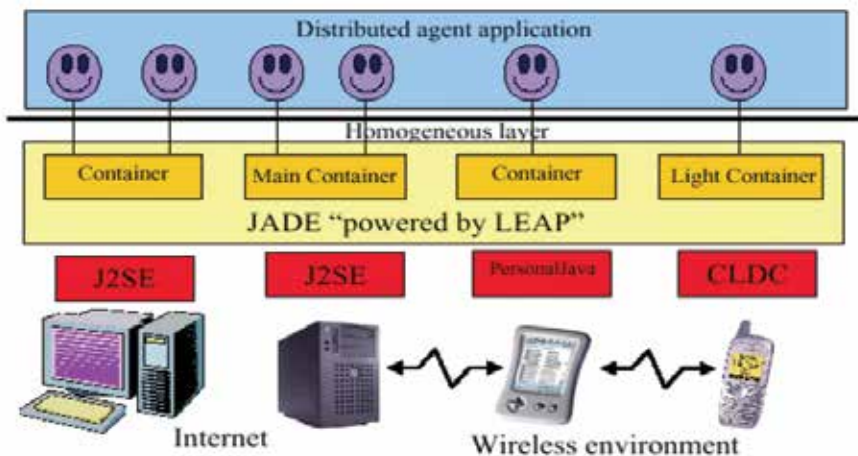 Distributed agent application
Homogeneous layer
Container
Main Container
Container
Light Container
JADE “powered by LEAP”
J2SE
J2SE
PersonalJava
CLDC
Internet
Wireless environment